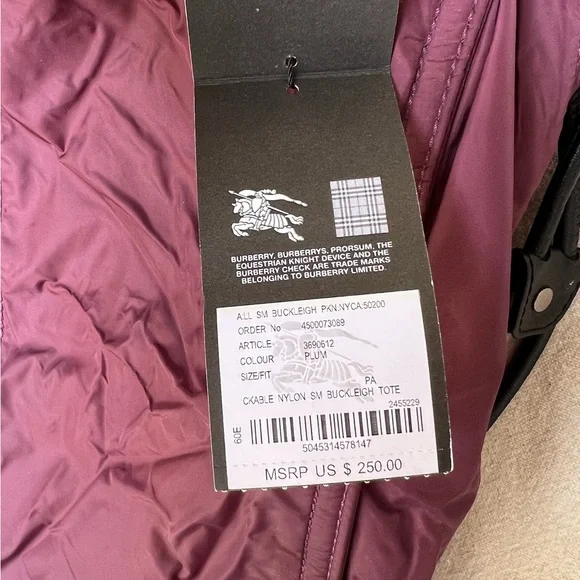 BURBERRY, BURBERRYS, PRORSUM, THE
EQUESTRIAN KNIGHT DEVICE AND THE
BURBERRY CHECK ARE TRADE MARKS
BELONGING TO BURBERRY LIMITED.
A:LL SM BUCKLEIGH PKN.NYCA:50200
ORDER No 4500073089
ARTICLE 3690612
COLOUR PLUM
SIZE/FIT
PA
CKABLE NYLON SM BUCKLEIGH TOTE
2455229
60E
5045314578147
MSRP US $ 250.00